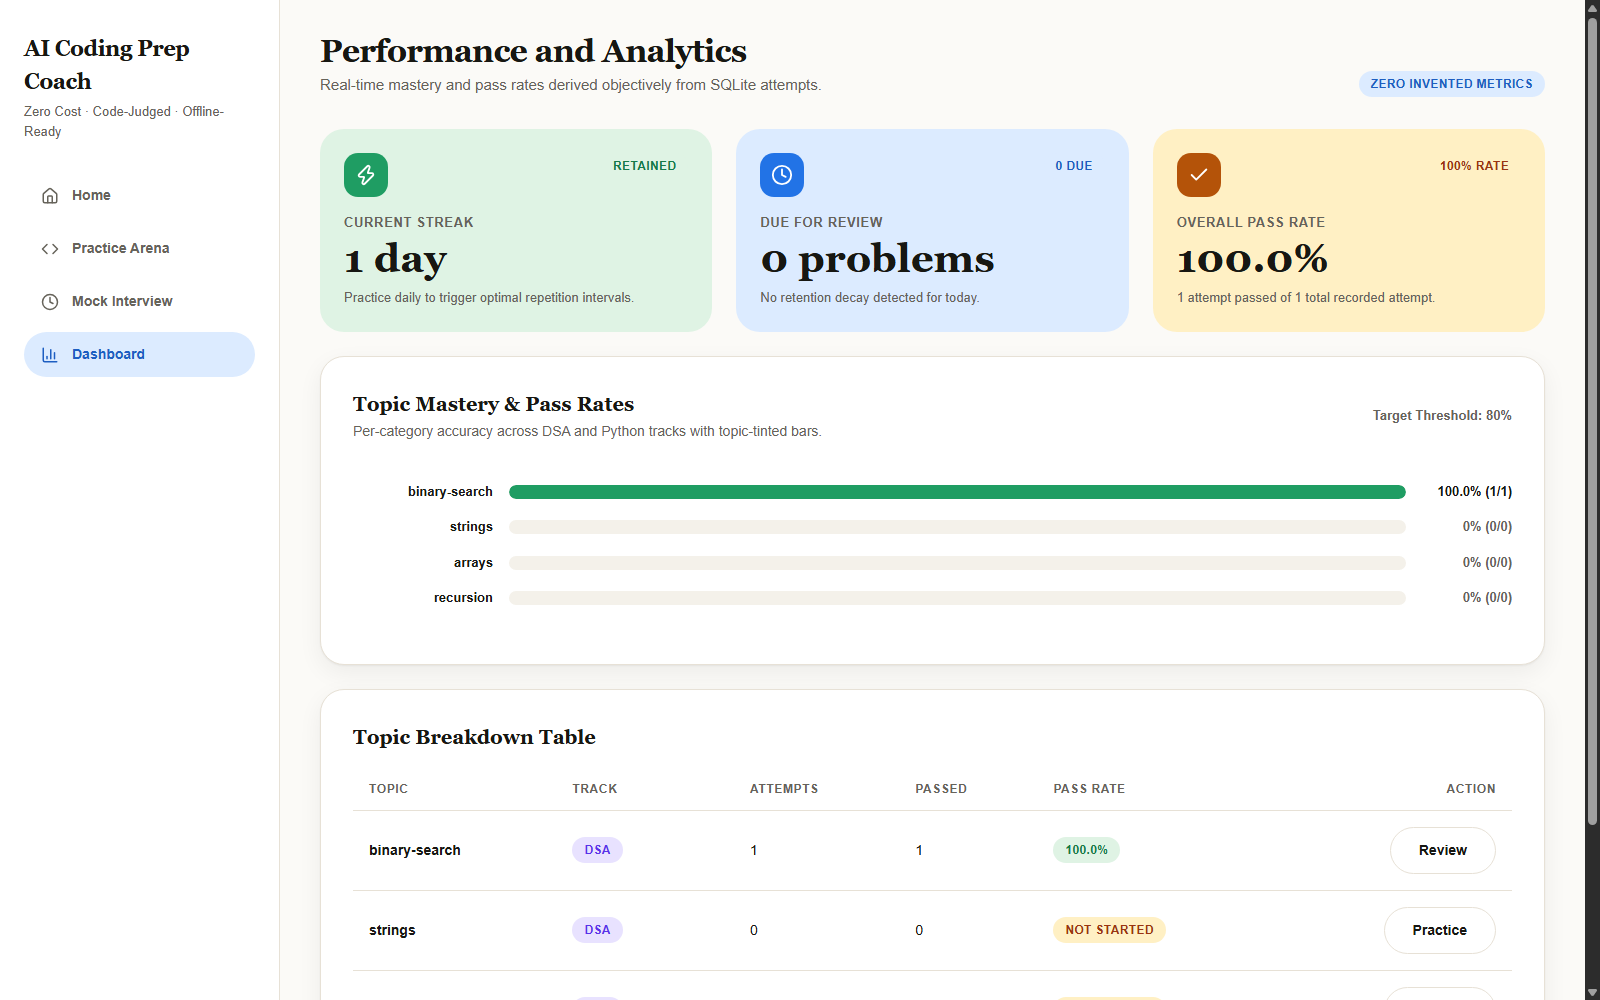 AI Coding Prep
Coach
Zero Cost · Code-Judged · Offline-
Ready
Home
Practice Arena
Mock Interview
Dashboard
Performance and Analytics
Real-time mastery and pass rates derived objectively from SQLite attempts.
ZERO INVENTED METRICS
RETAINED
CURRENT STREAK
1 day
Practice daily to trigger optimal repetition intervals.
0 DUE
DUE FOR REVIEW
0 problems
No retention decay detected for today.
100% RATE
OVERALL PASS RATE
100.0%
1 attempt passed of 1 total recorded attempt.
Topic Mastery & Pass Rates
Per-category accuracy across DSA and Python tracks with topic-tinted bars.
Target Threshold: 80%
binary-search 100.0% (1/1)
strings 0% (0/0)
arrays 0% (0/0)
recursion 0% (0/0)
Topic Breakdown Table
TOPIC TRACK ATTEMPTS PASSED PASS RATE ACTION
binary-search DSA 1 1 100.0% Review
strings DSA 0 0 NOT STARTED Practice